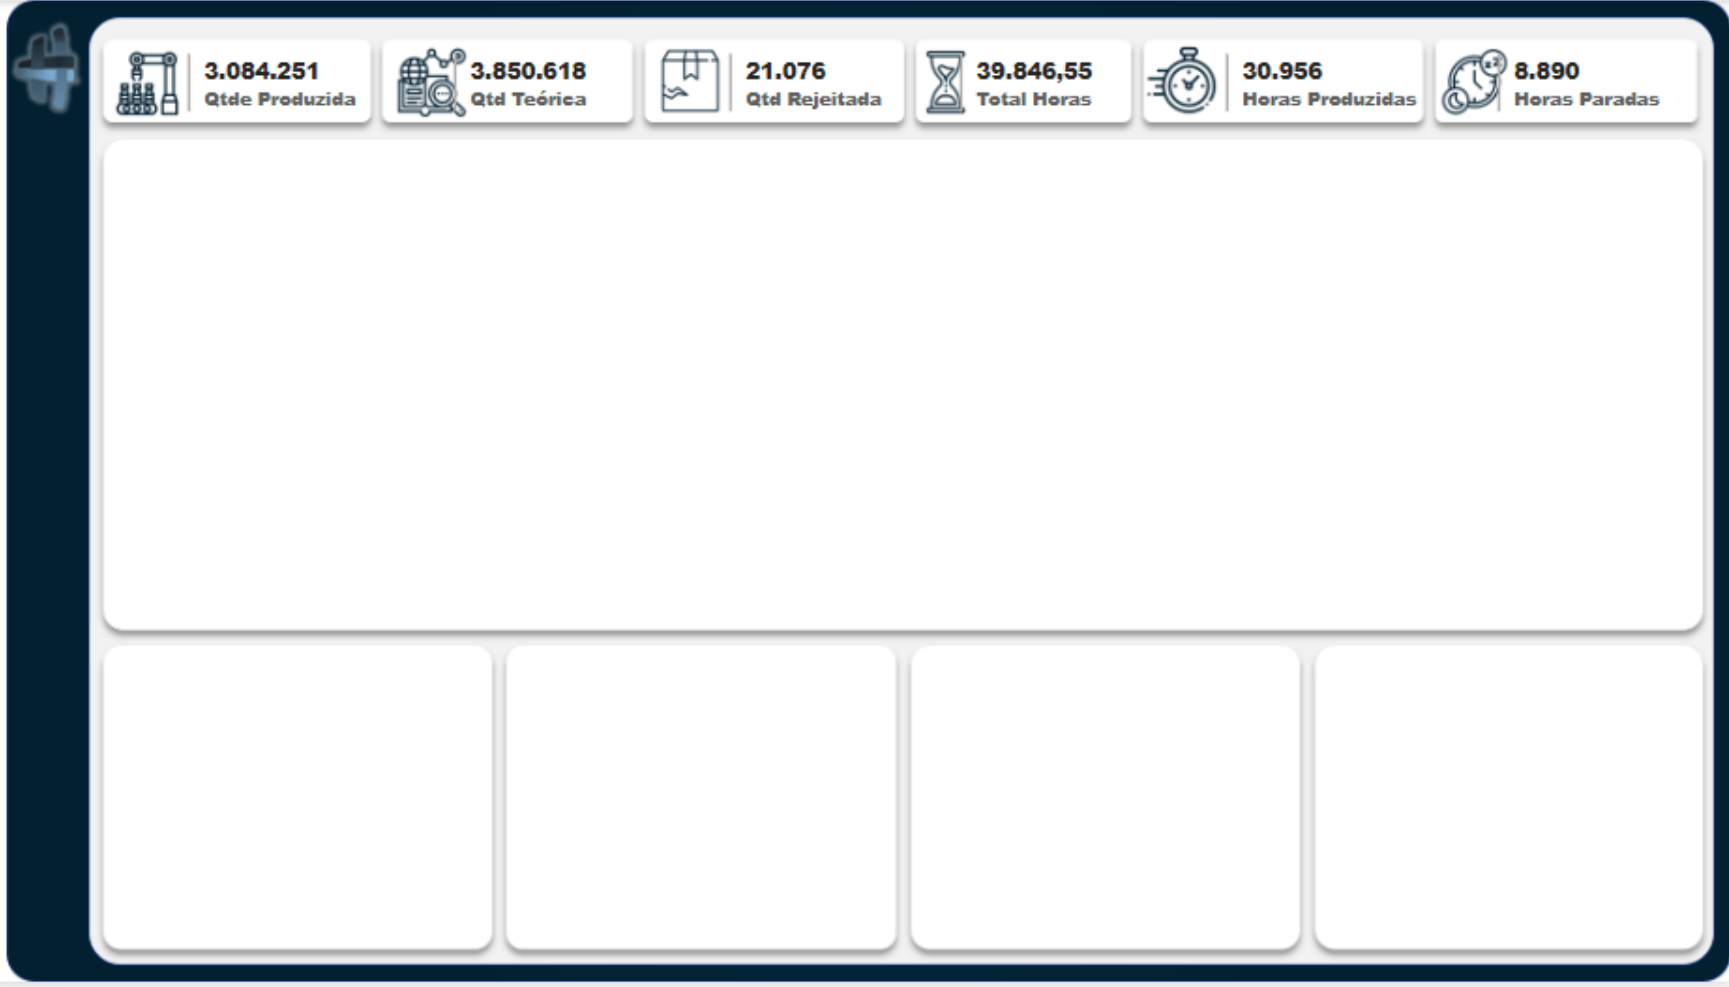 3.084.251
Qtde Produzida
3.850.618
Qtd Teórica
21.076
Qtd Rejeitada
39.846,55
Total Horas
30.956
Horas Produzidas
8.890
Horas Paradas